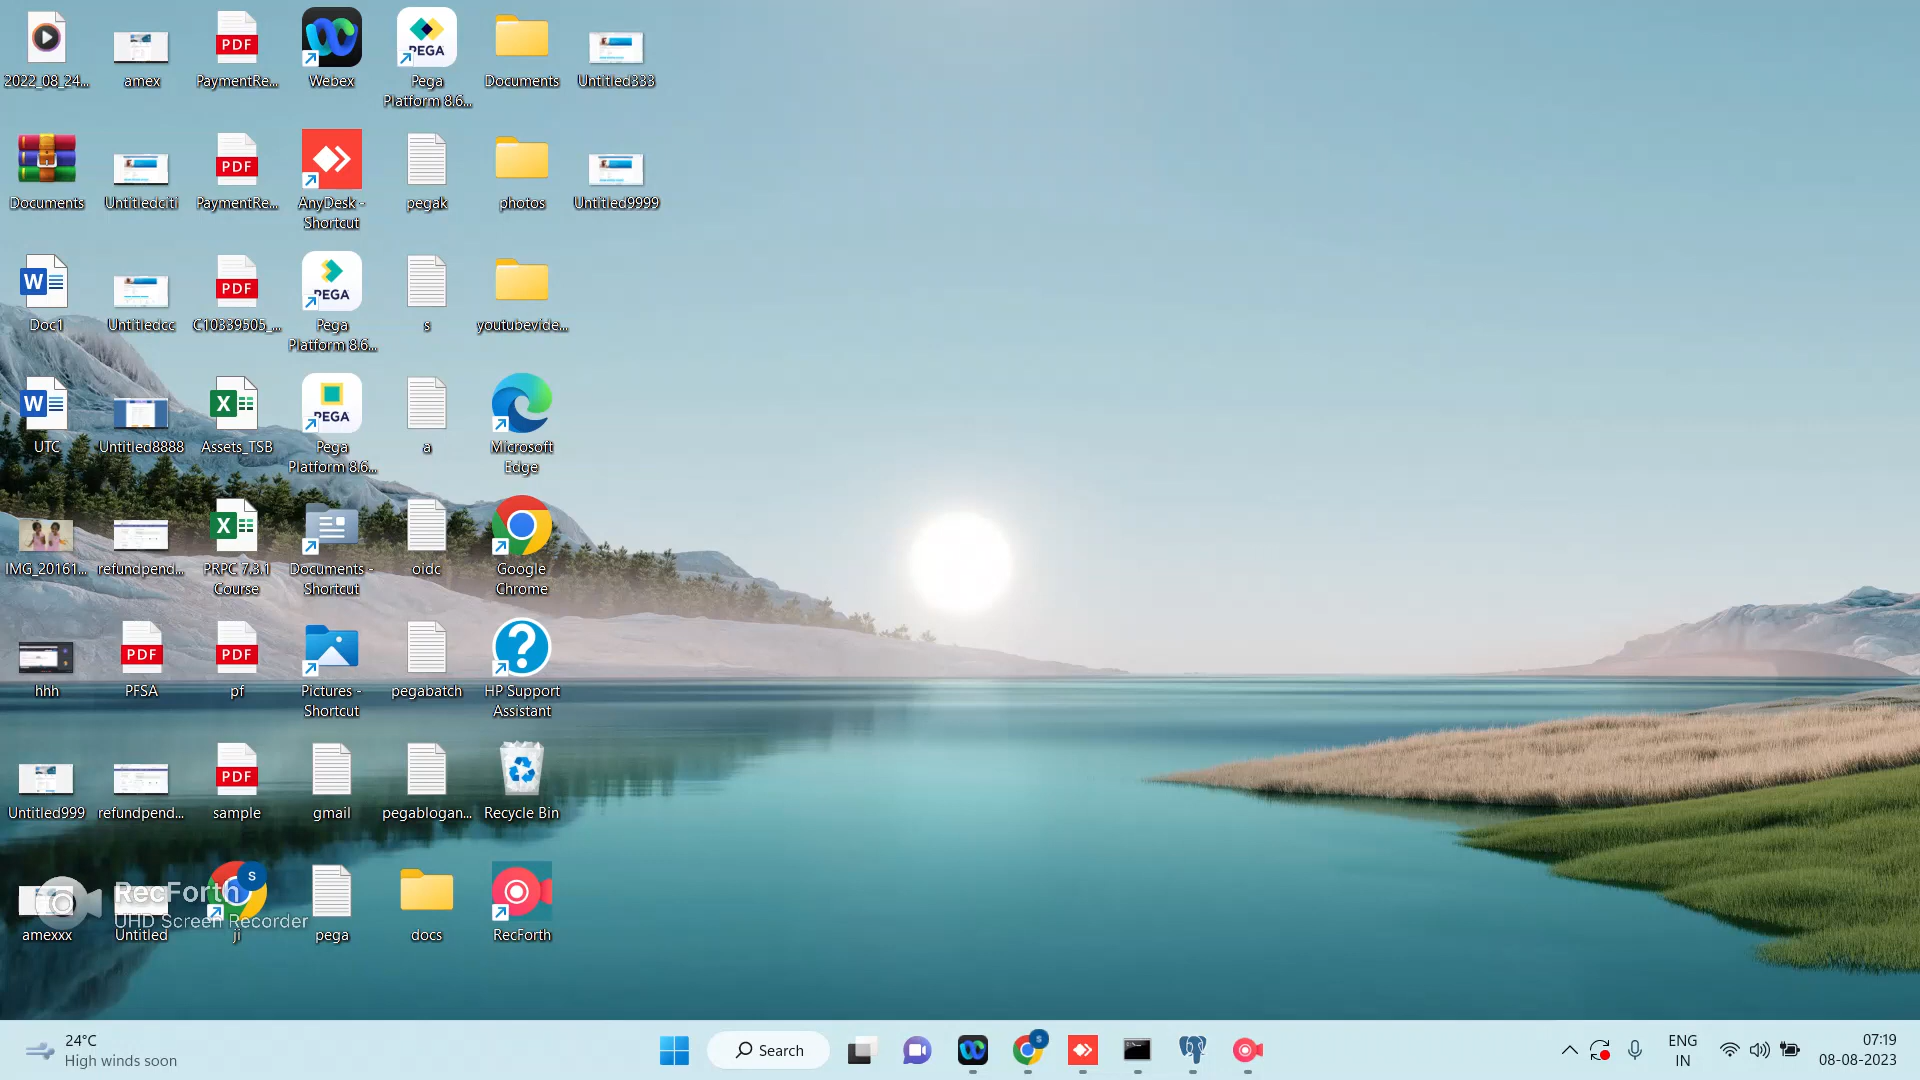 2022_08_24...
amex
PDF
PaymentRe...
Webex
PEGA
Pega
Platform 8.6...
Documents
Untitled333
Documents
Untitledciti
PDF
PaymentRe...
AnyDesk -
Shortcut
pegak
photos
Untitled9999
W
Doc1
Untitledcc
PDF
C10339505_...
PEGA
Pega
Platform 8.6...
s
youtubevide...
W
UTC
Untitled8888
X
Assets_TSB
PEGA
Pega
Platform 8.6...
a
Microsoft
Edge
IMG_20161...
refundpend...
X
PRPC 7.3.1
Course
Documents -
Shortcut
oidc
Google
Chrome
hhh
PDF
PFSA
PDF
pf
Pictures -
Shortcut
pegabatch
?
HP Support
Assistant
Untitled999
refundpend...
PDF
sample
gmail
pegablogan...
Recycle Bin
RecForth
UHD Screen Recorder
amexxx
Untitled
S
ji
pega
docs
RecForth
24°C
High winds soon
Search
S
ENG
IN
07:19
08-08-2023